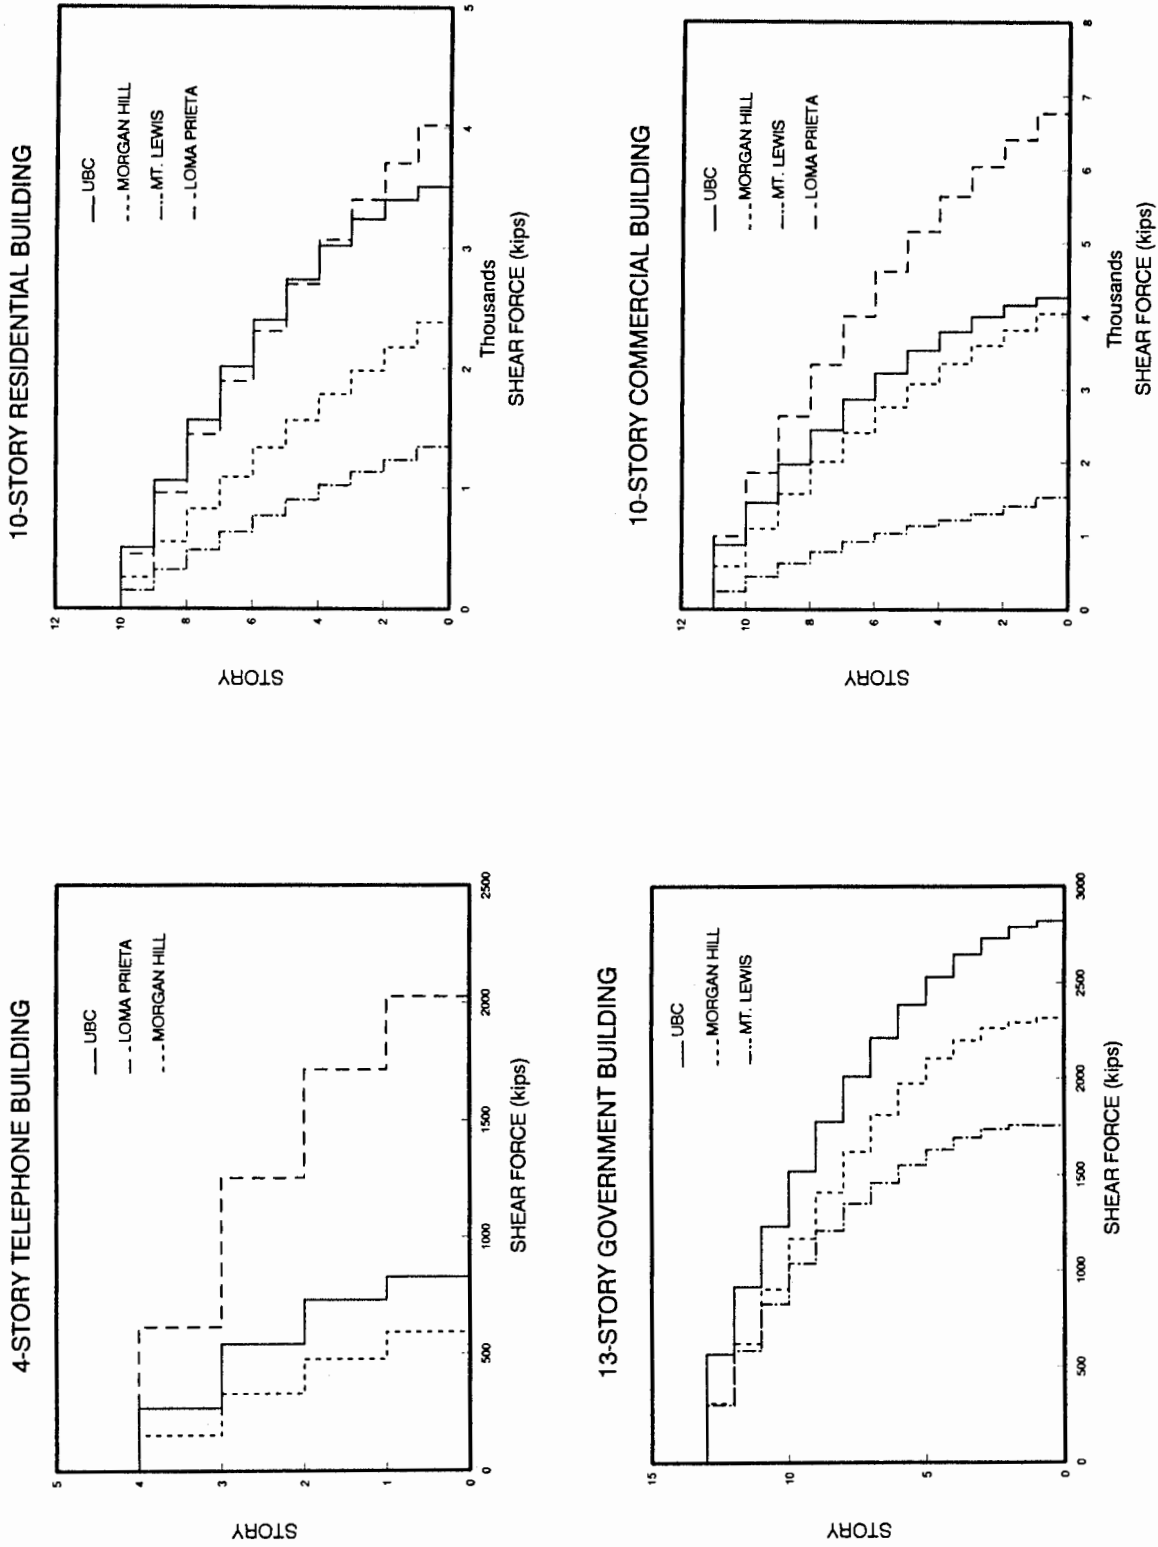 4-STORY TELEPHONE BUILDING
UBC
LOMA PRIETA
MORGAN HILL
STORY
5
4
3
2
1
0
0
500
1000
1500
2000
2500
SHEAR FORCE (kips)
10-STORY RESIDENTIAL BUILDING
UBC
MORGAN HILL
MT. LEWIS
LOMA PRIETA
STORY
12
10
8
6
4
2
0
0
1
2
3
4
5
Thousands
SHEAR FORCE (kips)
13-STORY GOVERNMENT BUILDING
UBC
MORGAN HILL
MT. LEWIS
STORY
15
10
5
0
0
500
1000
1500
2000
2500
3000
SHEAR FORCE (kips)
10-STORY COMMERCIAL BUILDING
UBC
MORGAN HILL
MT. LEWIS
LOMA PRIETA
STORY
12
10
8
6
4
2
0
0
1
2
3
4
5
6
7
8
Thousands
SHEAR FORCE (kips)